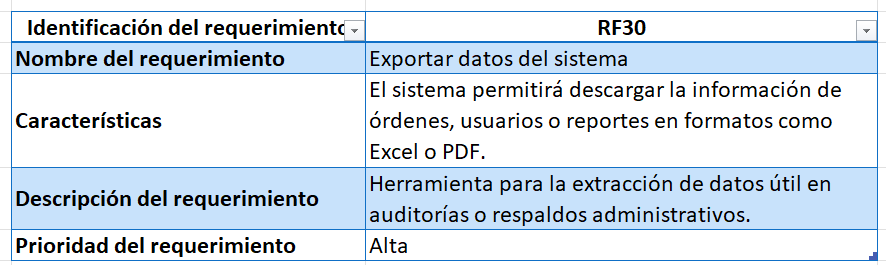 Identificación del requerimiento RF30
Nombre del requerimiento Exportar datos del sistema
Características El sistema permitirá descargar la información de
órdenes, usuarios o reportes en formatos como
Excel o PDF.
Descripción del requerimiento Herramienta para la extracción de datos útil en
auditorías o respaldos administrativos.
Prioridad del requerimiento Alta